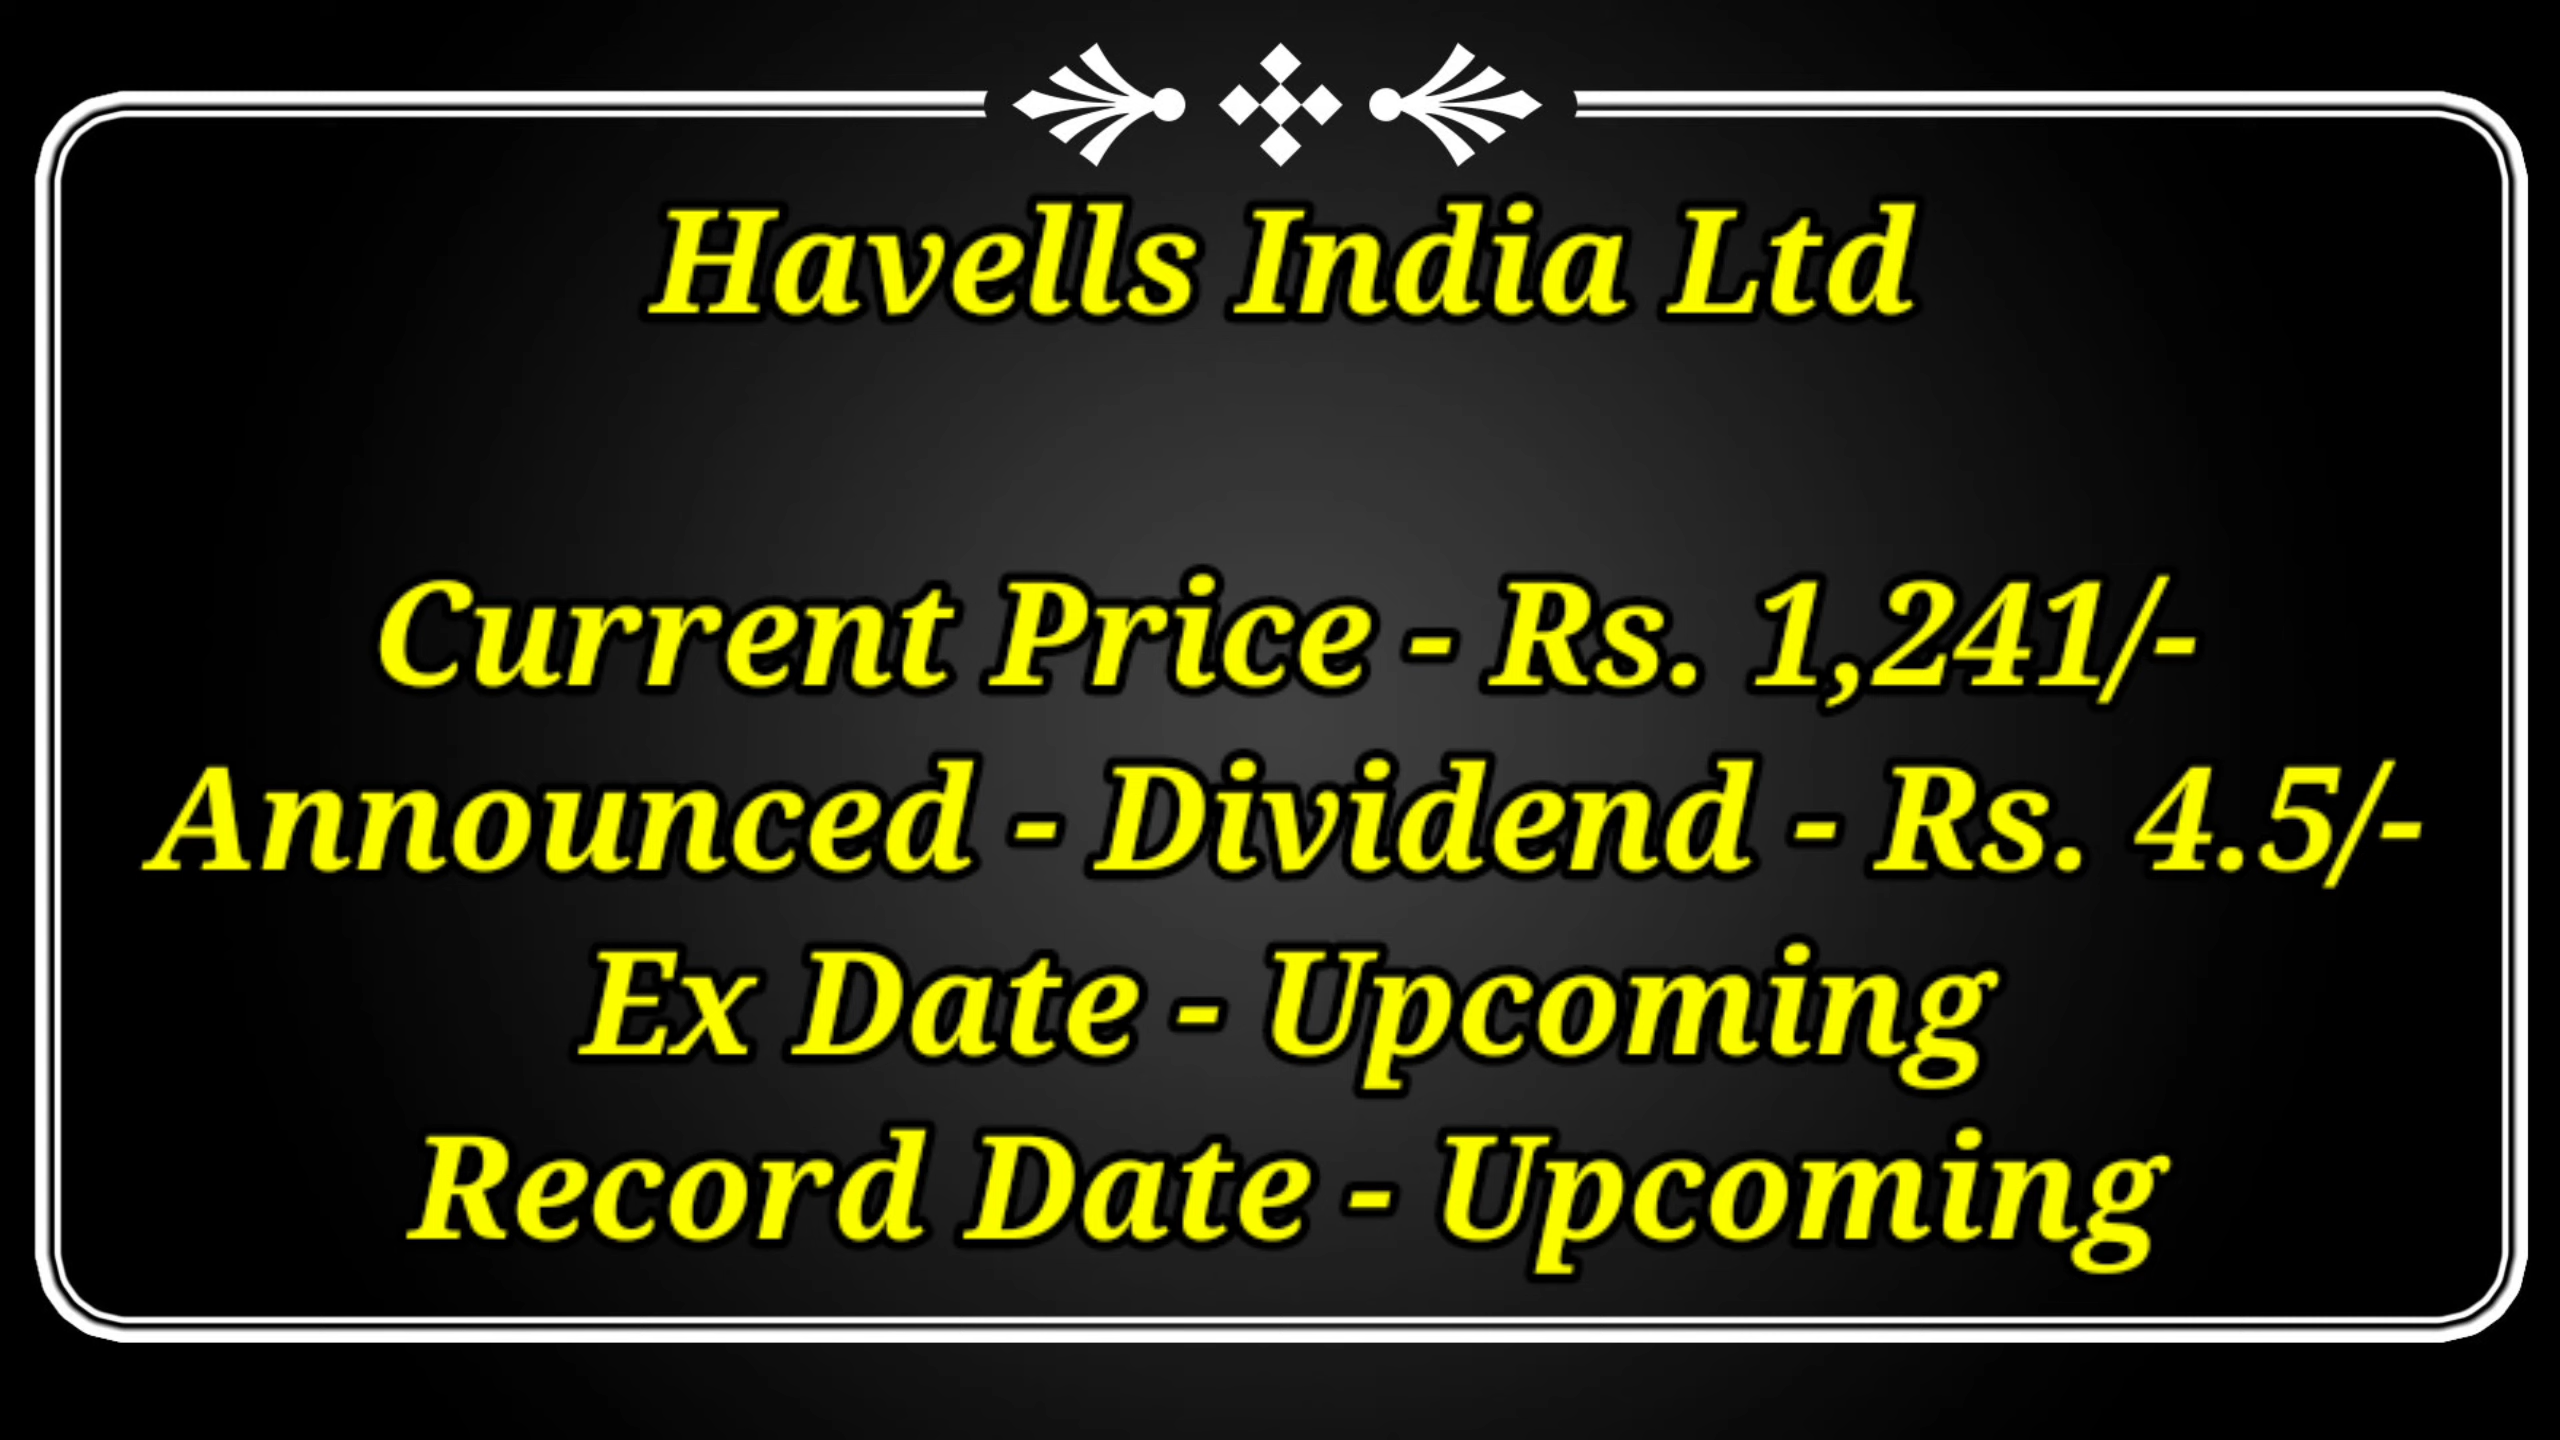 Havells India Ltd
Current Price - Rs. 1,241/-
Announced - Dividend - Rs. 4.5/-
Ex Date - Upcoming
Record Date - Upcoming